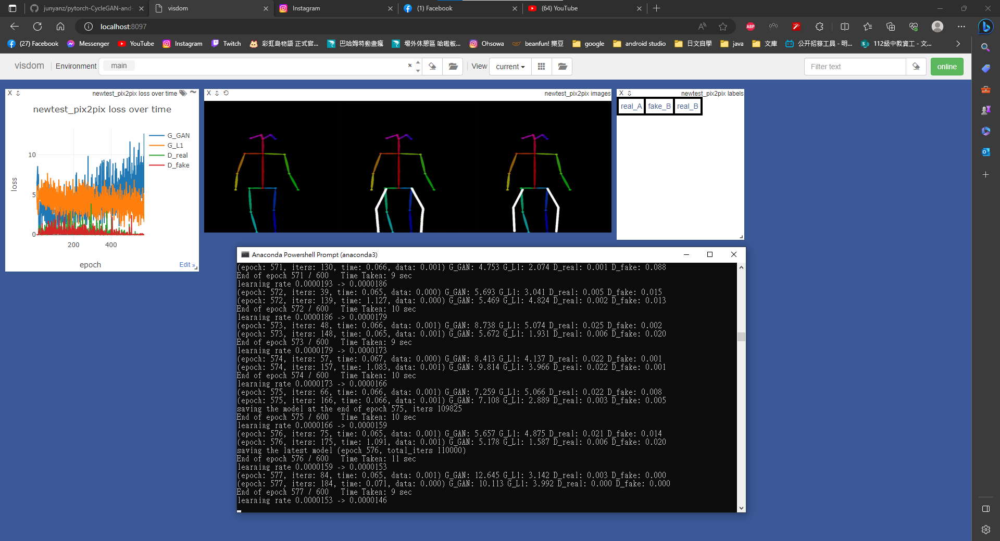 junyanz/pytorch-CycleGAN-and-
visdom
Instagram
(1) Facebook
(64) YouTube
localhost:8097
(27) Facebook
Messenger
YouTube
Instagram
Twitch
彩虹島物語 正式官...
巴哈姆特動畫瘋
場外休憩區 哈啦板...
Ohsowa
beanfun! 樂豆
google
android studio
日文自學
java
文庫
公开招募工具 - 明...
112級中教資工 - 文...
visdom
Environment
main
View
current
Filter text
online
X
newtest_pix2pix loss over time
newtest_pix2pix loss over time
G_GAN
G_L1
D_real
D_fake
10
5
0
loss
200
400
epoch
Edit »
X
newtest_pix2pix images
X
newtest_pix2pix labels
real_A
fake_B
real_B
Anaconda Powershell Prompt (anaconda3)
(epoch: 571, iters: 130, time: 0.066, data: 0.001) G_GAN: 4.753 G_L1: 2.074 D_real: 0.001 D_fake: 0.088
End of epoch 571 / 600   Time Taken: 9 sec
learning rate 0.0000193 -> 0.0000186
(epoch: 572, iters: 39, time: 0.065, data: 0.000) G_GAN: 5.693 G_L1: 3.041 D_real: 0.005 D_fake: 0.015
(epoch: 572, iters: 139, time: 1.127, data: 0.000) G_GAN: 5.469 G_L1: 4.824 D_real: 0.002 D_fake: 0.013
End of epoch 572 / 600   Time Taken: 10 sec
learning rate 0.0000186 -> 0.0000179
(epoch: 573, iters: 48, time: 0.066, data: 0.001) G_GAN: 8.738 G_L1: 5.074 D_real: 0.025 D_fake: 0.002
(epoch: 573, iters: 148, time: 0.065, data: 0.001) G_GAN: 5.672 G_L1: 1.931 D_real: 0.006 D_fake: 0.020
End of epoch 573 / 600   Time Taken: 9 sec
learning rate 0.0000179 -> 0.0000173
(epoch: 574, iters: 57, time: 0.067, data: 0.000) G_GAN: 8.413 G_L1: 4.137 D_real: 0.022 D_fake: 0.001
(epoch: 574, iters: 157, time: 1.083, data: 0.001) G_GAN: 9.814 G_L1: 3.966 D_real: 0.022 D_fake: 0.001
End of epoch 574 / 600   Time Taken: 10 sec
learning rate 0.0000173 -> 0.0000166
(epoch: 575, iters: 66, time: 0.066, data: 0.001) G_GAN: 7.259 G_L1: 5.066 D_real: 0.022 D_fake: 0.008
(epoch: 575, iters: 166, time: 0.066, data: 0.001) G_GAN: 7.108 G_L1: 2.889 D_real: 0.003 D_fake: 0.005
saving the model at the end of epoch 575, iters 109825
End of epoch 575 / 600   Time Taken: 10 sec
learning rate 0.0000166 -> 0.0000159
(epoch: 576, iters: 75, time: 0.065, data: 0.001) G_GAN: 5.657 G_L1: 4.875 D_real: 0.021 D_fake: 0.014
(epoch: 576, iters: 175, time: 1.091, data: 0.001) G_GAN: 5.178 G_L1: 1.587 D_real: 0.006 D_fake: 0.020
saving the latest model (epoch 576, total_iters 110000)
End of epoch 576 / 600   Time Taken: 11 sec
learning rate 0.0000159 -> 0.0000153
(epoch: 577, iters: 84, time: 0.065, data: 0.001) G_GAN: 12.645 G_L1: 3.142 D_real: 0.003 D_fake: 0.000
(epoch: 577, iters: 184, time: 0.071, data: 0.000) G_GAN: 10.113 G_L1: 3.992 D_real: 0.000 D_fake: 0.000
End of epoch 577 / 600   Time Taken: 9 sec
learning rate 0.0000153 -> 0.0000146